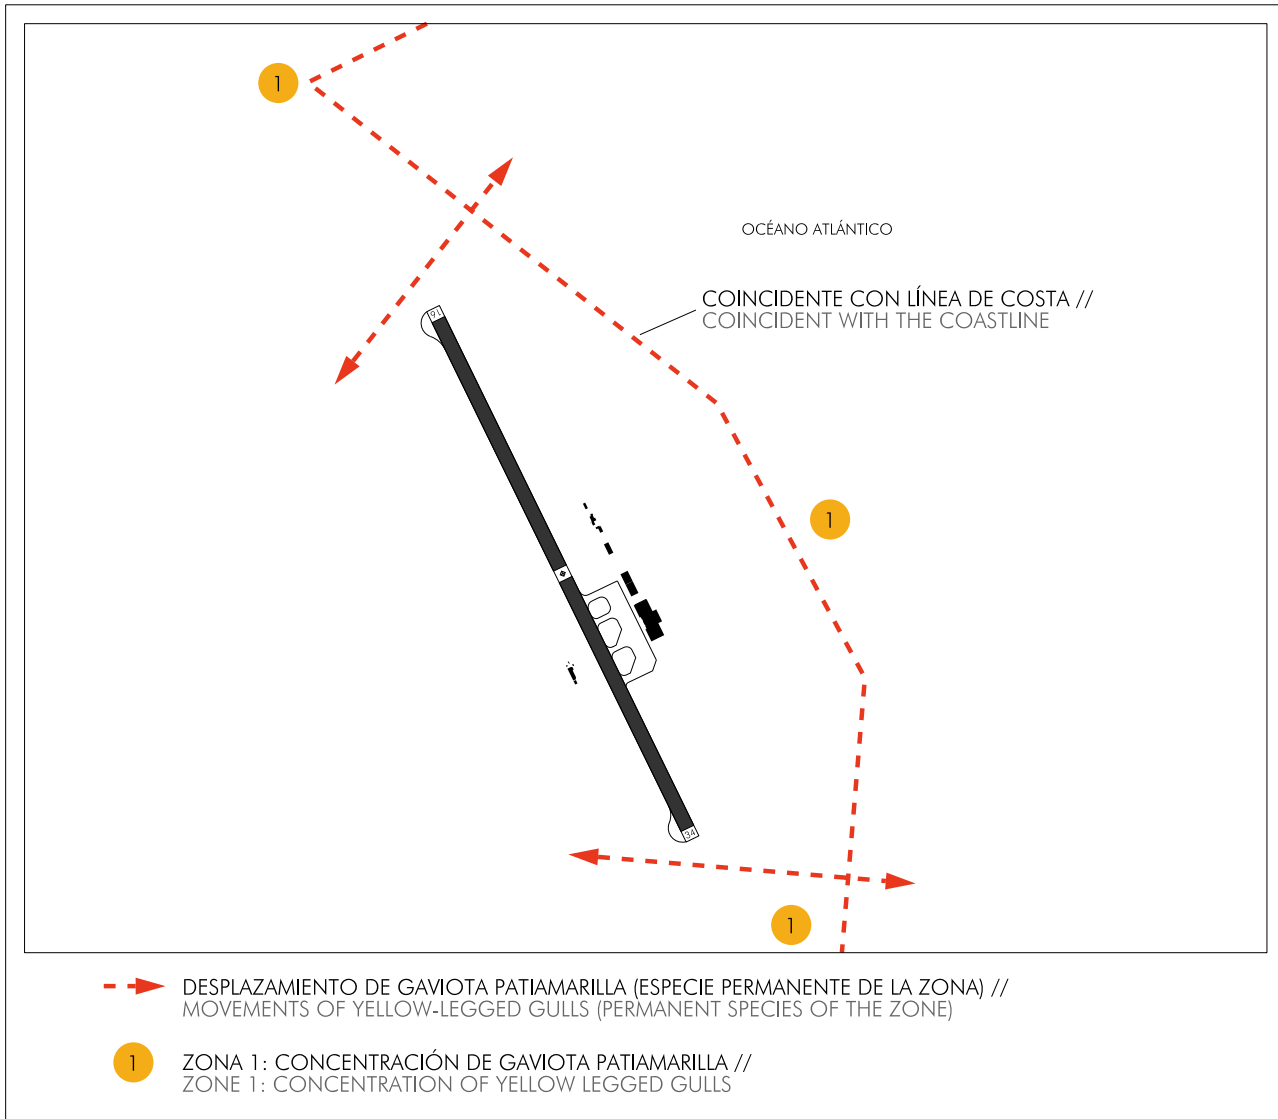 1
OCÉANO ATLÁNTICO
COINCIDENTE CON LÍNEA DE COSTA //
COINCIDENT WITH THE COASTLINE
16
1
34
1
DESPLAZAMIENTO DE GAVIOTA PATIAMARILLA (ESPECIE PERMANENTE DE LA ZONA) //
MOVEMENTS OF YELLOW-LEGGED GULLS (PERMANENT SPECIES OF THE ZONE)
1
ZONA 1: CONCENTRACIÓN DE GAVIOTA PATIAMARILLA //
ZONE 1: CONCENTRATION OF YELLOW LEGGED GULLS